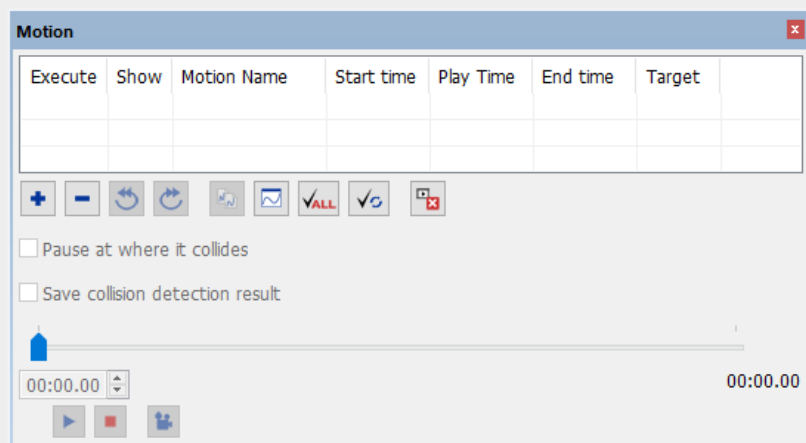 Motion
Execute Show Motion Name Start time Play Time End time Target
ALL
Pause at where it collides
Save collision detection result
00:00.00
00:00.00